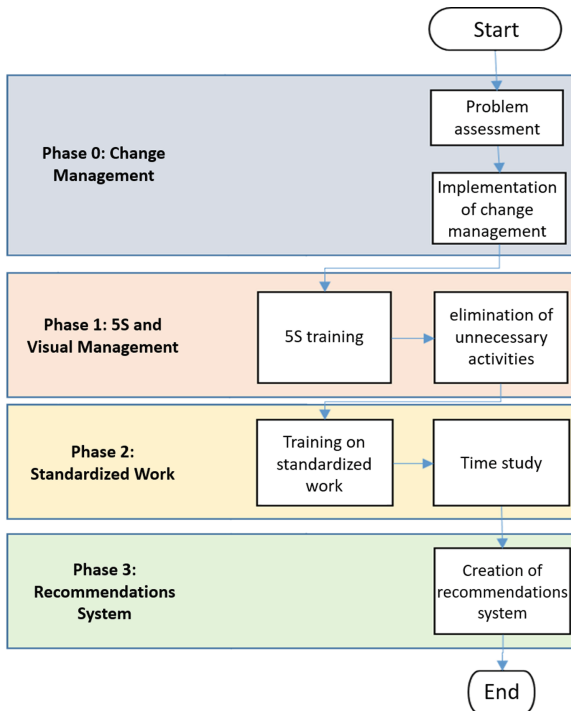 Start
Phase 0: Change
Management
Problem
assessment
Implementation
of change
management
Phase 1: 5S and
Visual Management
5S training
elimination of
unnecessary
activities
Phase 2:
Standardized Work
Training on
standardized
work
Time study
Phase 3:
Recommendations
System
Creation of
recommendations
system
End